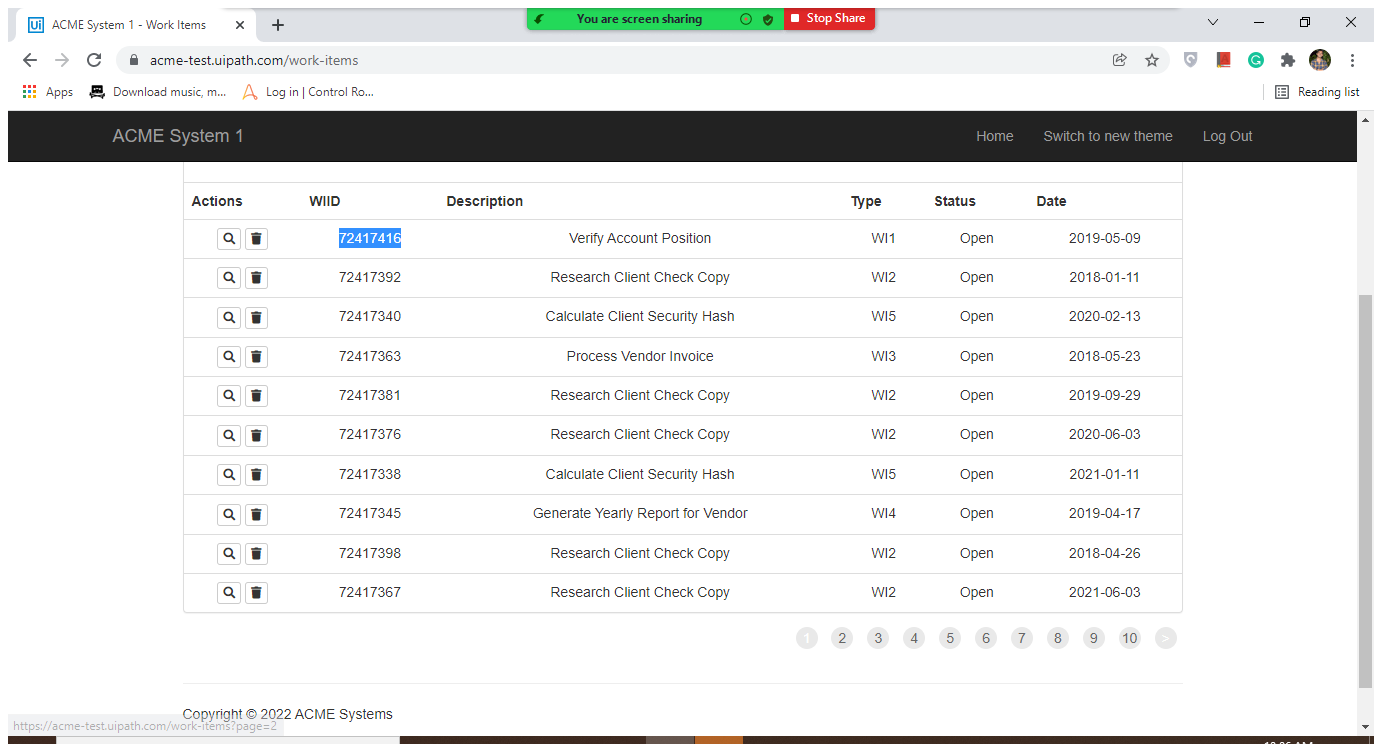 ACME System 1 - Work Items
You are screen sharing
Stop Share
acme-test.uipath.com/work-items
Apps Download music, m... Log in | Control Ro... Reading list
ACME System 1 Home Switch to new theme Log Out
Actions WIID Description Type Status Date
72417416 Verify Account Position WI1 Open 2019-05-09
72417392 Research Client Check Copy WI2 Open 2018-01-11
72417340 Calculate Client Security Hash WI5 Open 2020-02-13
72417363 Process Vendor Invoice WI3 Open 2018-05-23
72417381 Research Client Check Copy WI2 Open 2019-09-29
72417376 Research Client Check Copy WI2 Open 2020-06-03
72417338 Calculate Client Security Hash WI5 Open 2021-01-11
72417345 Generate Yearly Report for Vendor WI4 Open 2019-04-17
72417398 Research Client Check Copy WI2 Open 2018-04-26
72417367 Research Client Check Copy WI2 Open 2021-06-03
1 2 3 4 5 6 7 8 9 10 >
Copyright © 2022 ACME Systems
https://acme-test.uipath.com/work-items?page=2